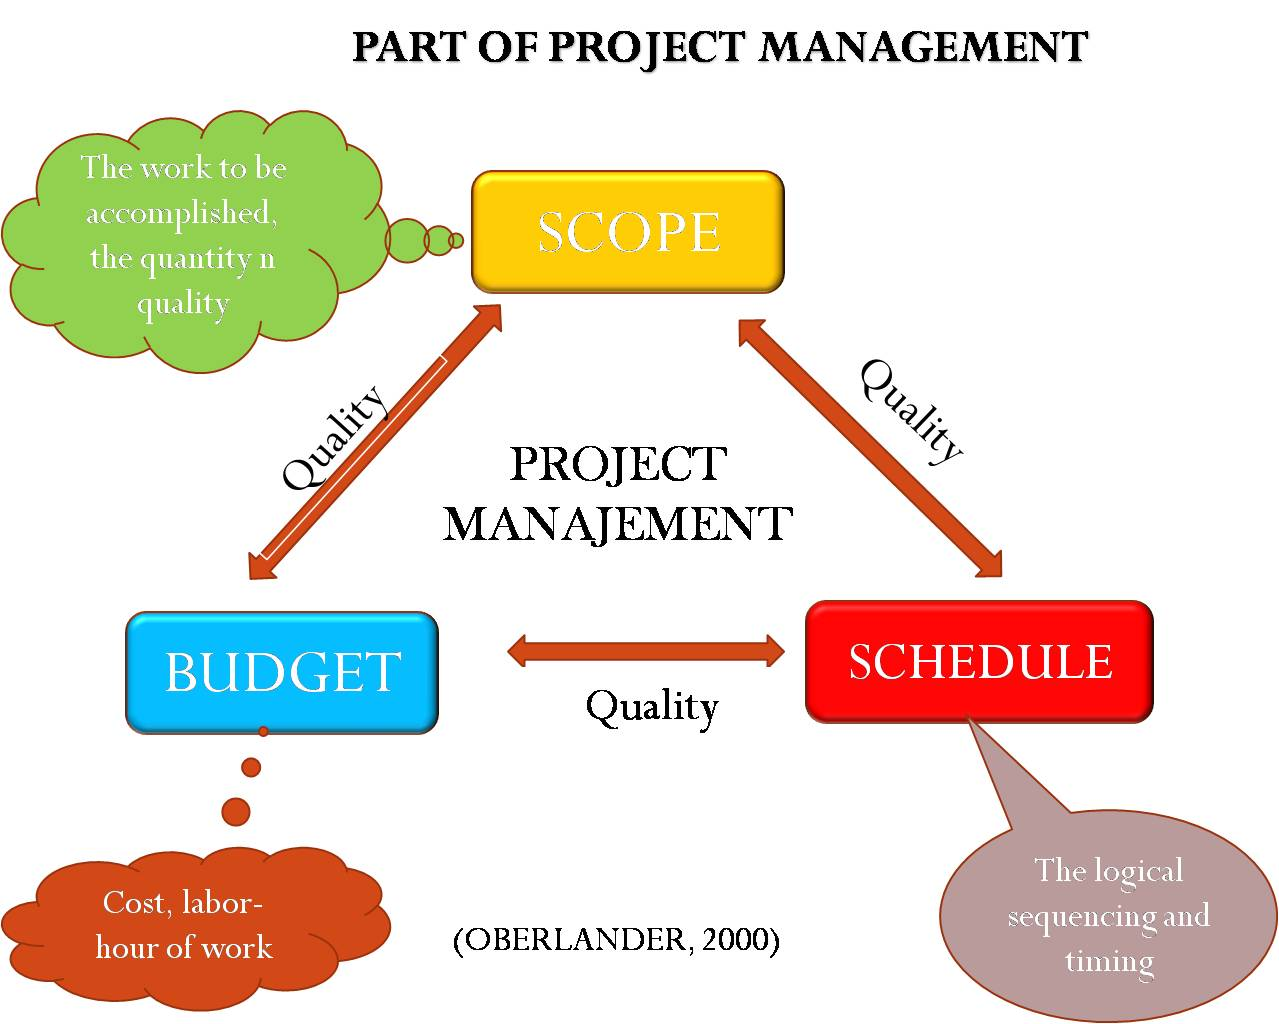 PART OF PROJECT MANAGEMENT
The work to be
accomplished,
the quantity n
quality
SCOPE
Quality
Quality
PROJECT
MANAJEMENT
BUDGET
SCHEDULE
Quality
Cost, labor-
hour of work
(OBERLANDER, 2000)
The logical
sequencing and
timing